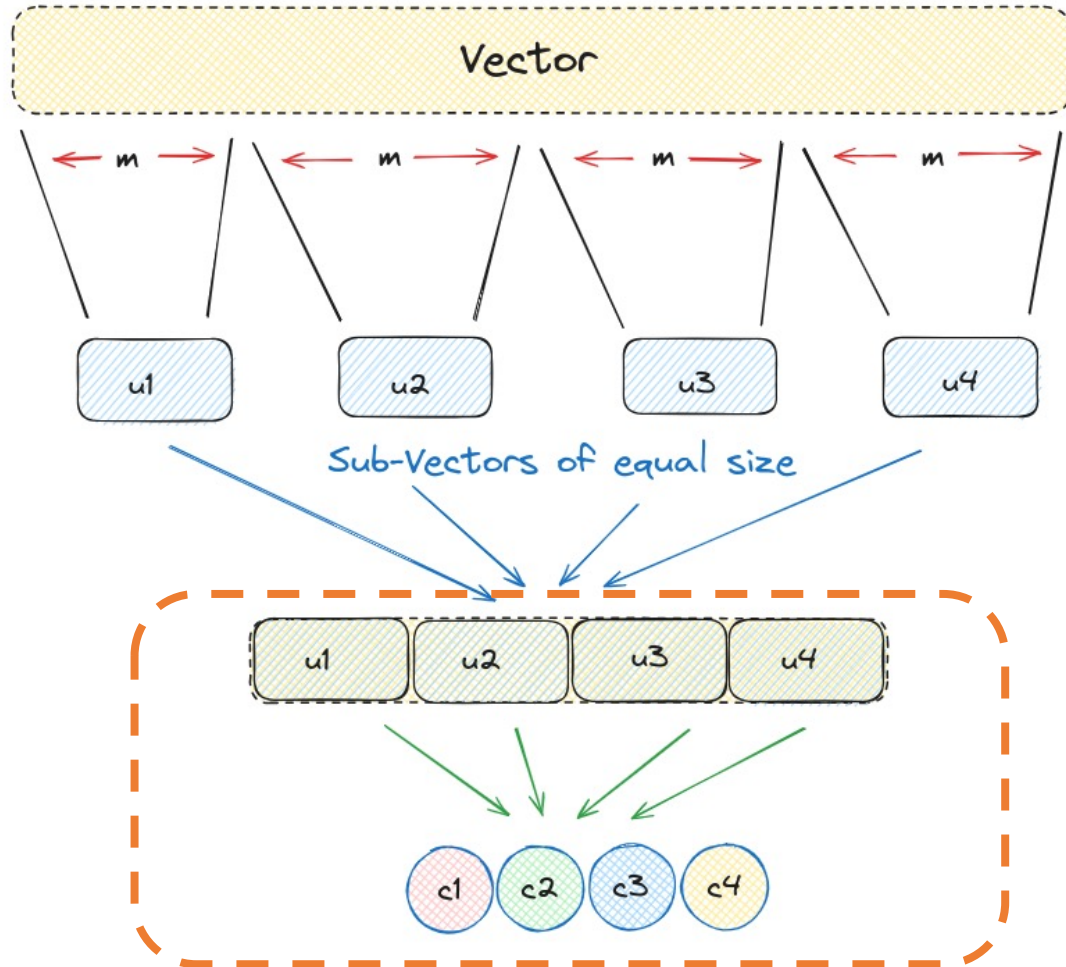 Vector
m m m m
u1 u2 u3 u4
Sub-Vectors of equal size
u1 u2 u3 u4
c1 c2 c3 c4